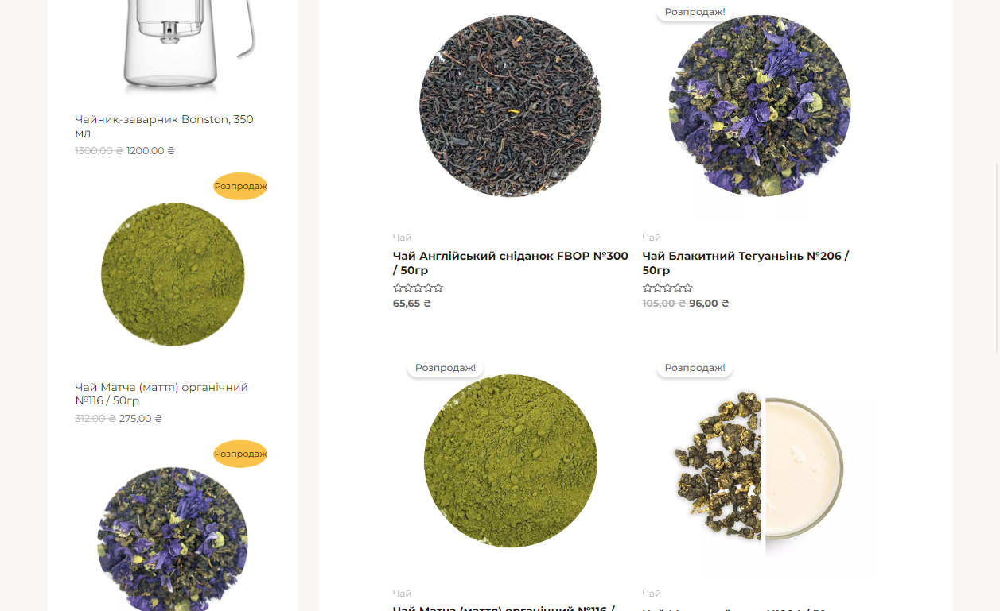 Чайник-заварник Bonston, 350
мл
1300,00 ₴ 1200,00 ₴
Розпродаж
Чай Матча (маття) органічний
№116 / 50гр
312,00 ₴ 275,00 ₴
Розпродаж
Розпродаж!
Чай
Чай Англійський сніданок FBOP №300
/ 50гр
65,65 ₴
Чай
Чай Блакитний Тегуаньінь №206 /
50гр
105,00 ₴ 96,00 ₴
Розпродаж!
Розпродаж!
Чай
Чай Матча (маття) органічний №116 /
Чай